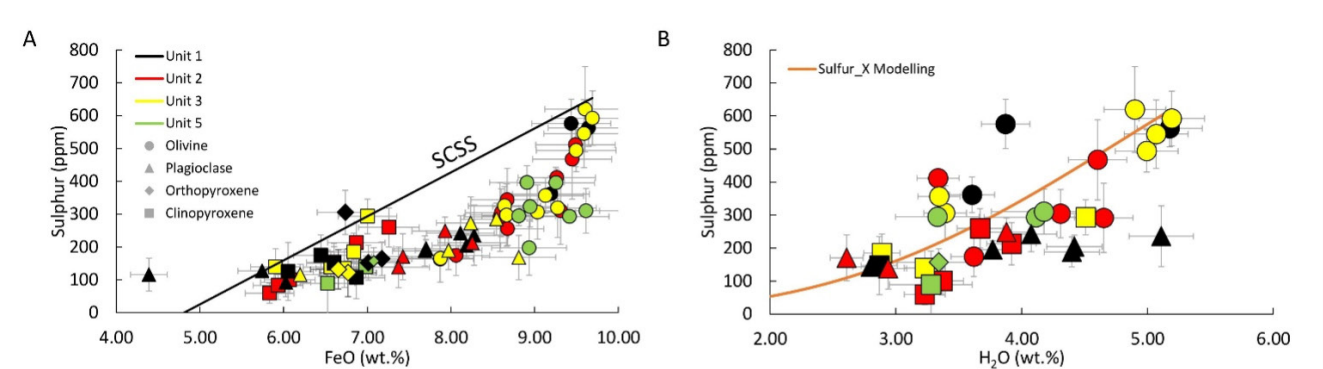 A
Sulphur (ppm)
800
700
600
500
400
300
200
100
0
Unit 1
Unit 2
Unit 3
Unit 5
Olivine
Plagioclase
Orthopyroxene
Clinopyroxene
SCSS
4.00 5.00 6.00 7.00 8.00 9.00 10.00
FeO (wt.%)
B
Sulphur (ppm)
800
700
600
500
400
300
200
100
0
Sulfur_X Modelling
2.00 3.00 4.00 5.00 6.00
H₂O (wt.%)